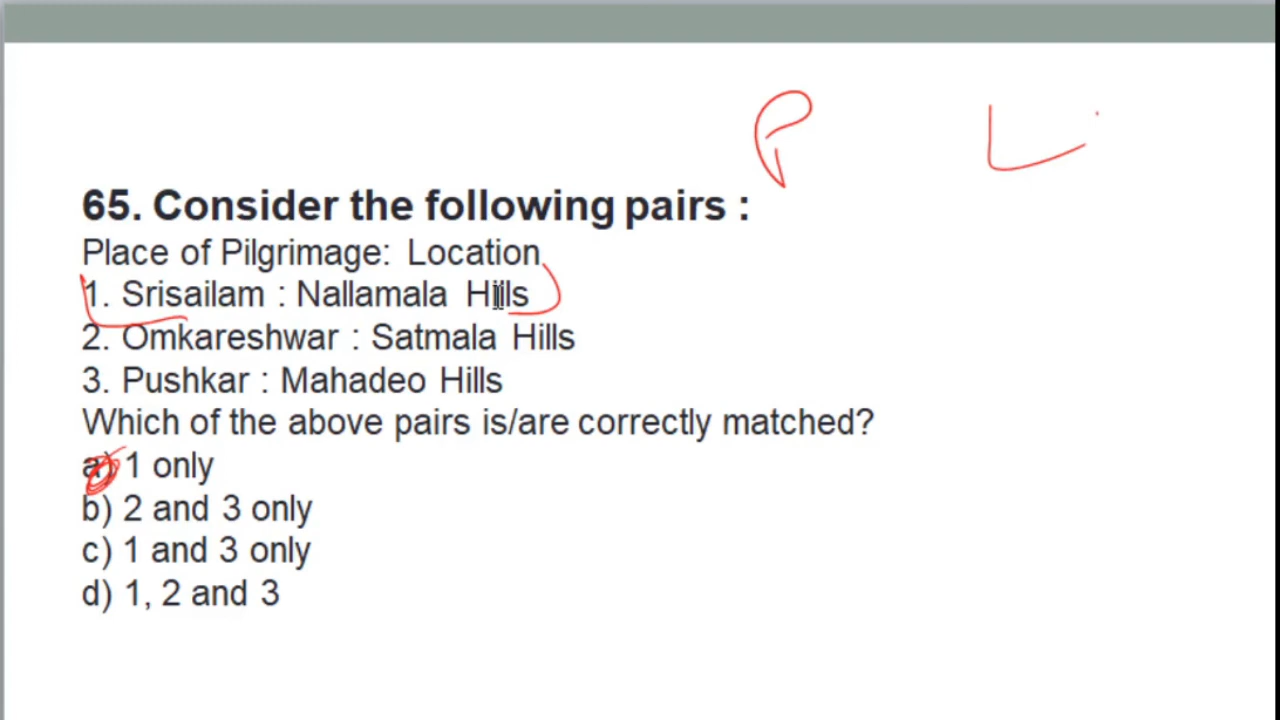 P L
65. Consider the following pairs :
Place of Pilgrimage: Location
1. Srisailam : Nallamala Hills
2. Omkareshwar : Satmala Hills
3. Pushkar : Mahadeo Hills
Which of the above pairs is/are correctly matched?
a) 1 only
b) 2 and 3 only
c) 1 and 3 only
d) 1, 2 and 3